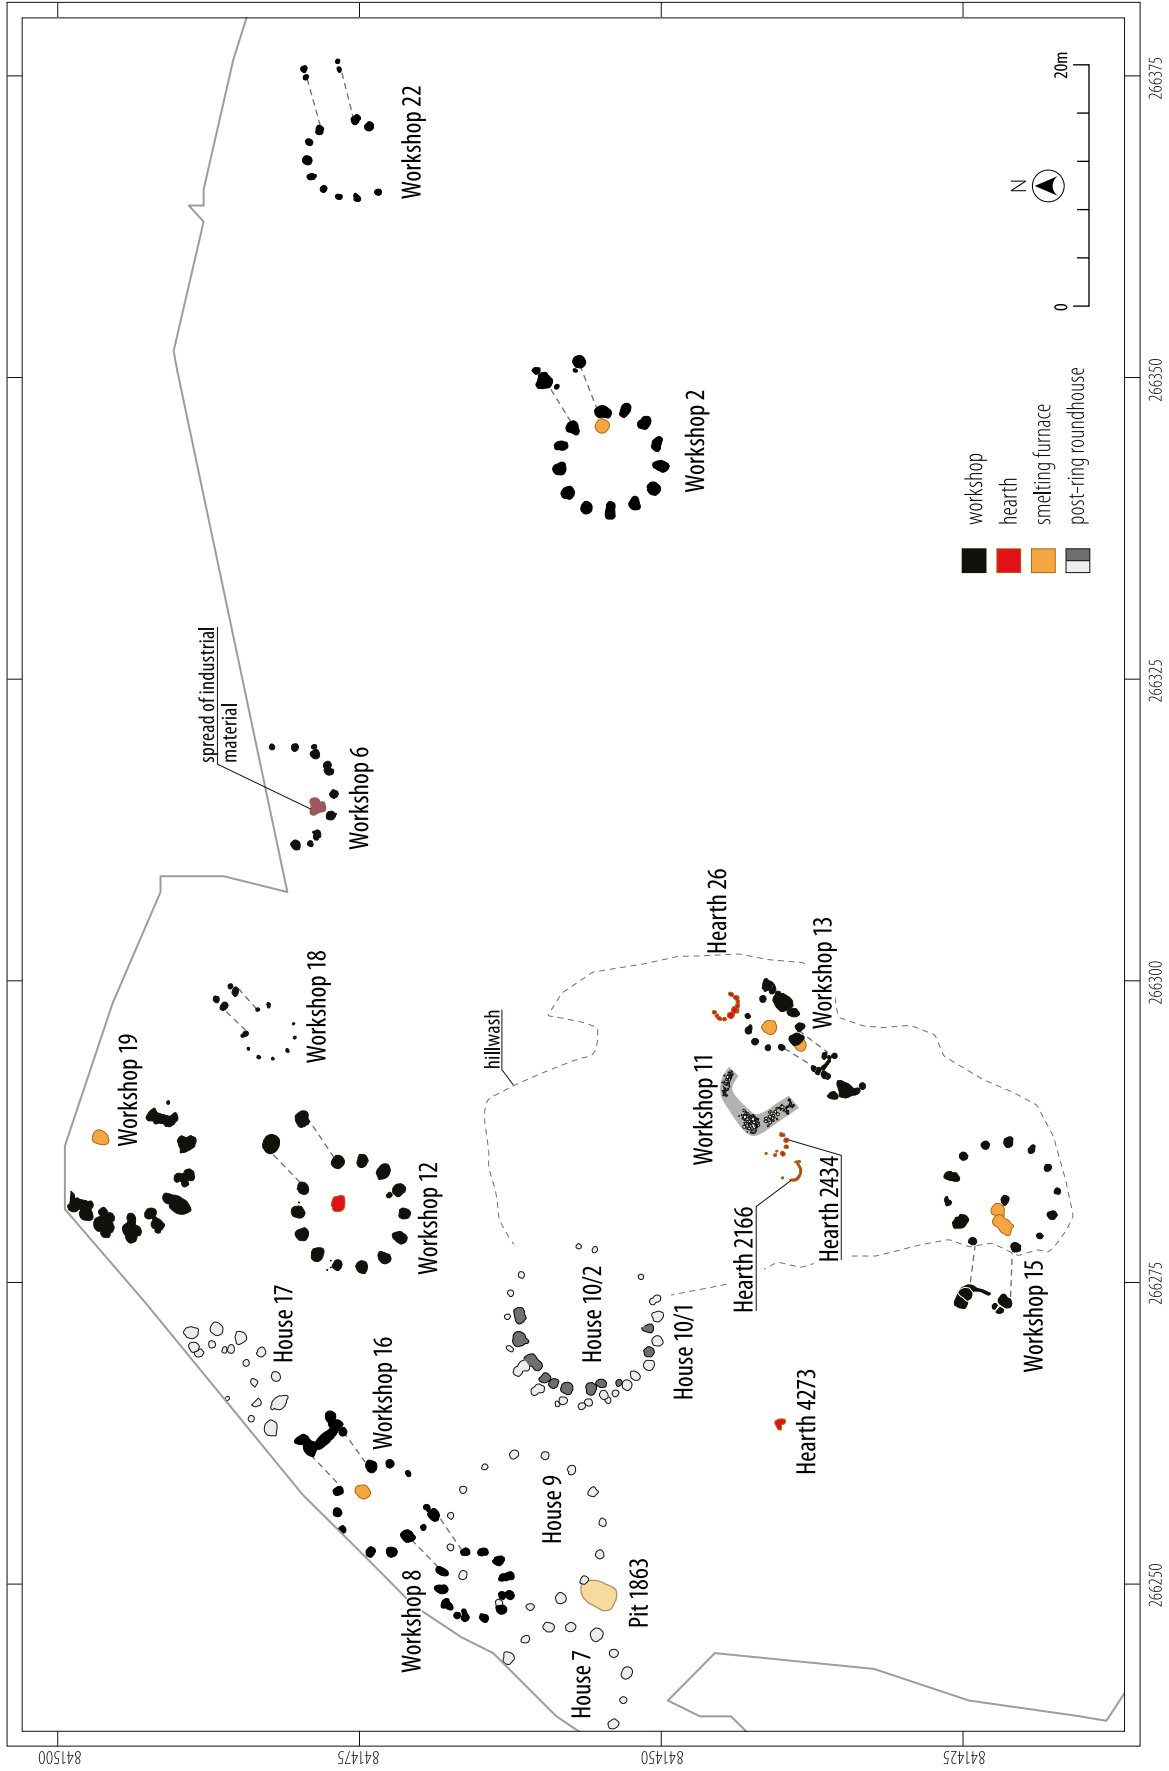 841500
841475
841450
841425
266375
266350
266325
266300
266275
266250
Workshop 22
N
20m
0
Workshop 2
workshop
hearth
smelting furnace
post-ring roundhouse
spread of industrial
material
Workshop 6
Hearth 26
Workshop 18
Workshop 13
Workshop 19
hillwash
Workshop 11
Workshop 12
Hearth 2434
Hearth 2166
House 17
House 10/2
House 10/1
Workshop 15
Workshop 16
Hearth 4273
House 9
Workshop 8
Pit 1863
House 7